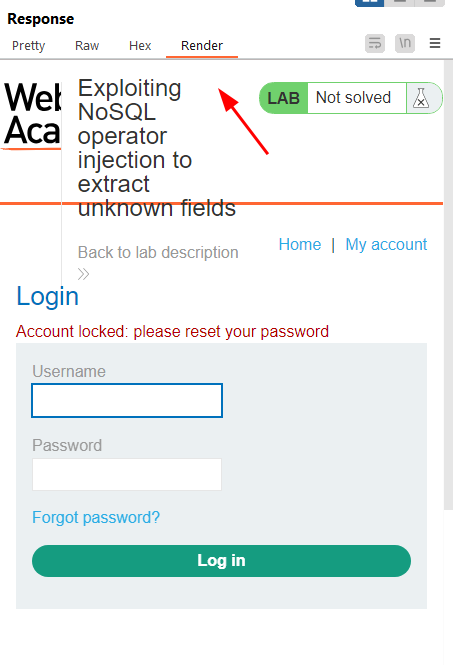 Response
Pretty Raw Hex Render
\n
Web
Aca
Exploiting
NoSQL
operator
injection to
extract
unknown fields
LAB Not solved
Back to lab description
Home | My account
Login
Account locked: please reset your password
Username
Password
Forgot password?
Log in